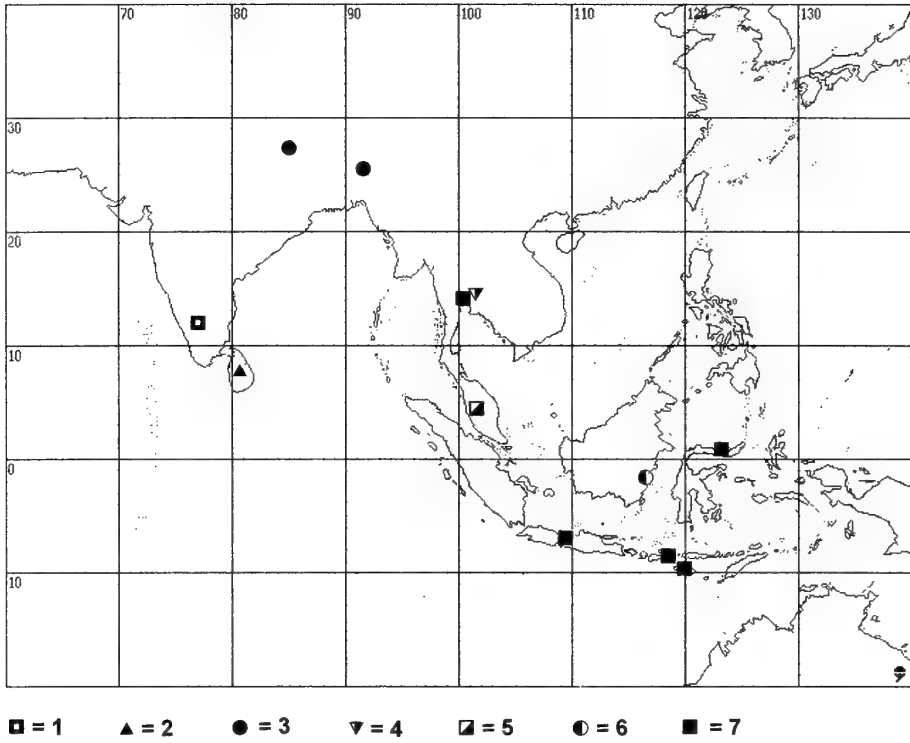 70 80 90 100 110 120 130
30
20
10
0
10
= 1 = 2 = 3 = 4 = 5 = 6 = 7